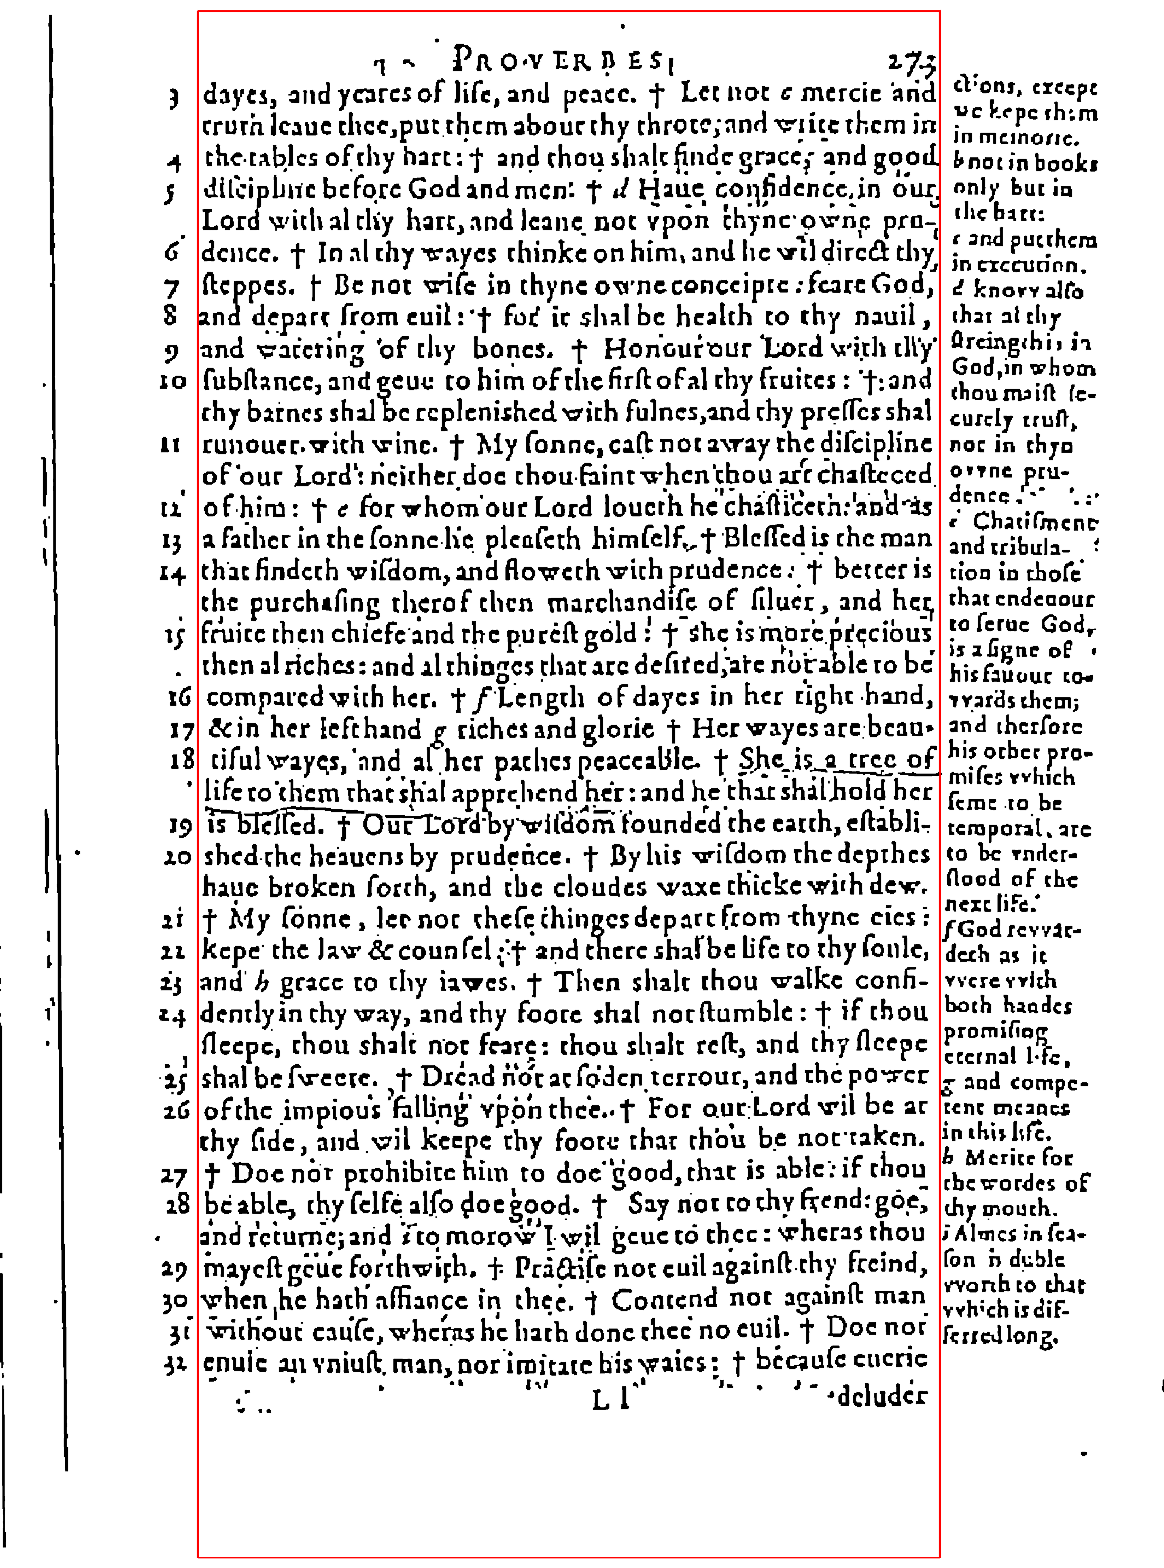 PROVERBES, 273
3 dayes, and yeares of life, and peace. † Let not c mercie and
truth leaue thee, put them about thy throte, and write them in
4 the tables of thy hart: † and thou shalt finde grace, and good
5 discipline before God and men: † d Haue confidence in our
Lord with al thy hart, and leane not vpon thyne owne pru-
6 dence. † In al thy wayes thinke on him, and he wil direct thy
7 steppes. † Be not wise in thyne owne conceipte: feare God,
8 and depart from euil: † for it shal be health to thy nauil,
9 and watering of thy bones. † Honour our Lord with thy
10 substance, and geue to him of the first of al thy fruites: † and
thy barnes shal be replenished with fulnes, and thy presses shal
11 runouer with wine. † My sonne, cast not away the discipline
of our Lord: neither doe thou faint when thou art chasteced
12 of him: † e for whom our Lord loueth he chasticeth: and as
13 a father in the sonne he pleaseth himself. † Blessed is the man
14 that findeth wisdom, and floweth with prudence: † better is
the purchasing therof then marchandise of siluer, and her
15 fruite then chiefe and the purest gold: † she is more precious
then al riches: and al thinges that are desired, are not able to be
16 compared with her. † f Length of dayes in her right hand,
17 & in her left hand g riches and glorie † Her wayes are beau-
18 tiful wayes, and al her pathes peaceable. † She is a tree of
life to them that shal apprehend her: and he that shal hold her
19 is blessed. † Our Lord by wisdom founded the earth, establi-
20 shed the heauens by prudence. † By his wisdom the depthes
haue broken forth, and the cloudes waxe thicke with dew.
21 † My sonne, let not these thinges depart from thyne eies:
22 kepe the law & counsel: † and there shal be life to thy soule,
23 and h grace to thy iawes. † Then shalt thou walke confi-
24 dently in thy way, and thy foote shal not stumble: † if thou
sleepe, thou shalt not feare: thou shalt rest, and thy sleepe
25 shal be sweete. † Dread not at soden terrour, and the power
26 of the impious falling vpon thee. † For our Lord wil be at
thy side, and wil keepe thy foote that thou be not taken.
27 † Doe not prohibite him to doe good, that is able: if thou
28 be able, thy selfe also doe good. † Say not to thy frend: goe,
and returne, and i to morow I wil geue to thee: wheras thou
29 mayest geue forthwith. † Practise not euil against thy freind,
30 when he hath affiance in thee. † Contend not against man
31 without cause, wheras he hath done thee no euil. † Doe not
32 enuie an vniust man, nor imitate his waies: † because euerie
Ll deluder
ctions, except
we kepe them
in memorie.
b not in books
only but in
the hart:
c and put them
in execution.
d know also
that al thy
streingth is in
God, in whom
thou maist se-
curely trust,
not in thyn
owne pru-
dence.
e Chatisment
and tribula-
tion in those
that endeuour
to serue God,
is a signe of
his fauour to-
wards them;
and therfore
his other pro-
mises which
seme to be
temporal, are
to be vnder-
stood of the
next life.
f God rewar-
deth as it
were with
both handes
promising
eternal life,
g and compe-
tent meanes
in this life.
h Merite for
the wordes of
thy mouth.
i Almes in sea-
son is duble
worth to that
which is dif-
ferred long.